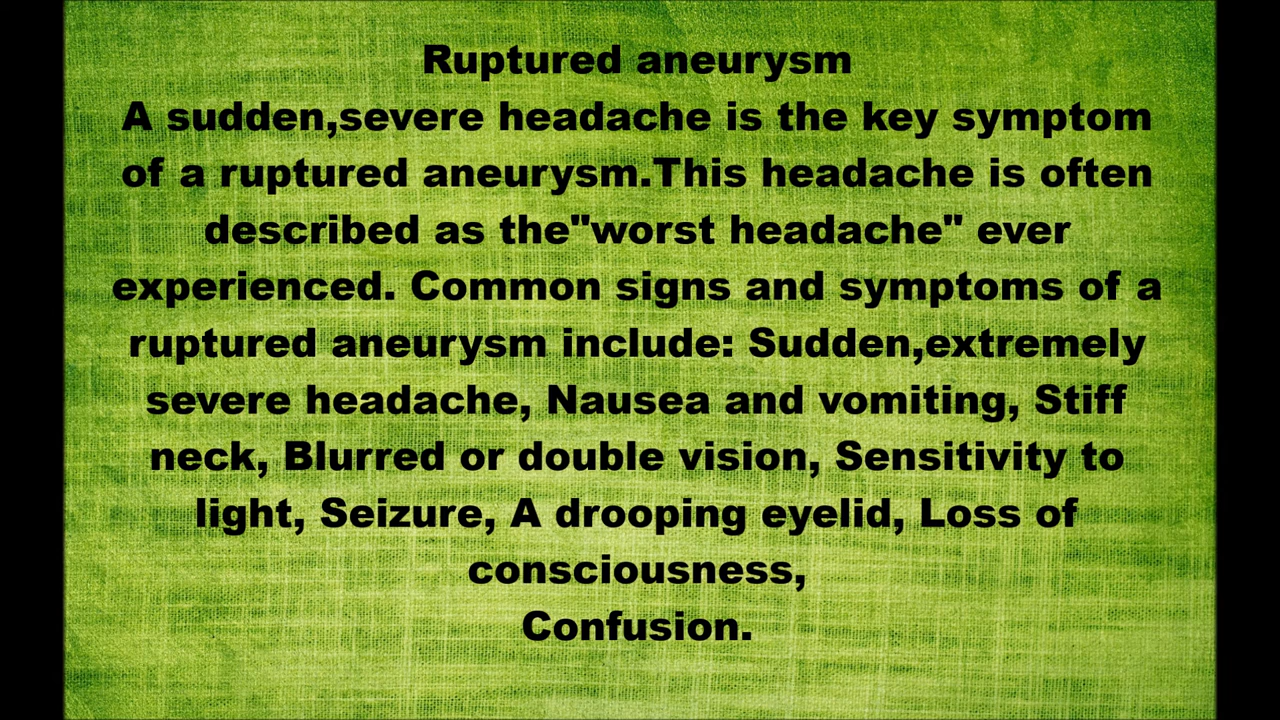 Ruptured aneurysm
A sudden,severe headache is the key symptom
of a ruptured aneurysm.This headache is often
described as the"worst headache" ever
experienced. Common signs and symptoms of a
ruptured aneurysm include: Sudden,extremely
severe headache, Nausea and vomiting, Stiff
neck, Blurred or double vision, Sensitivity to
light, Seizure, A drooping eyelid, Loss of
consciousness,
Confusion.